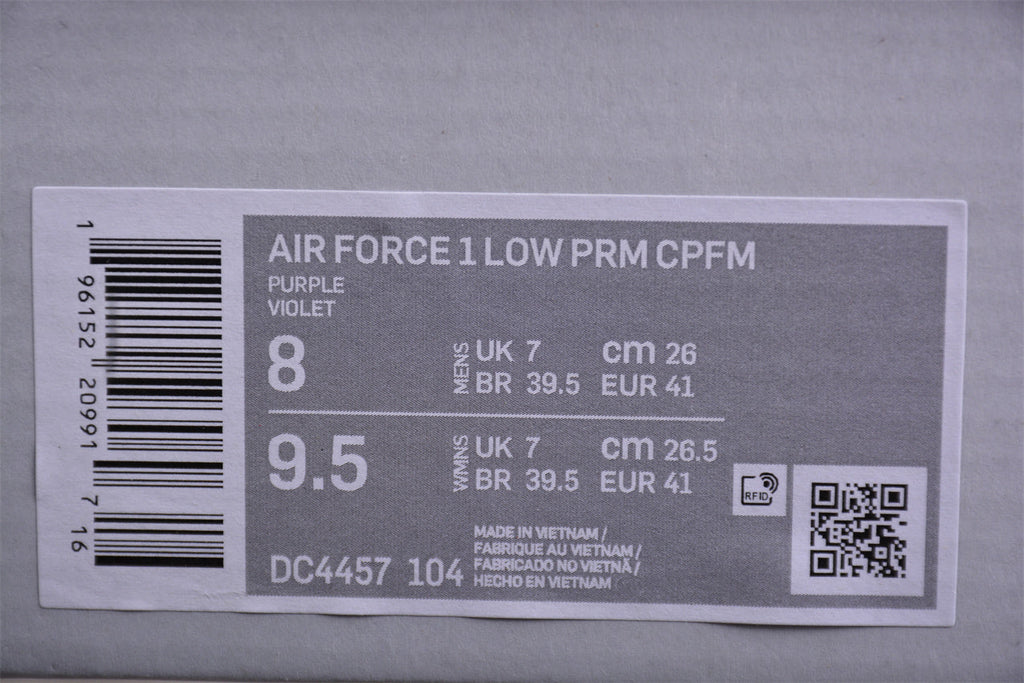 1 96152 20991 7 16
AIR FORCE 1 LOW PRM CPFM
PURPLE
VIOLET
8 MENS UK 7 cm 26
BR 39.5 EUR 41
9.5 WMNS UK 7 cm 26.5
BR 39.5 EUR 41
RFID
DC4457 104
MADE IN VIETNAM /
FABRIQUE AU VIETNAM /
FABRICADO NO VIETNÃ /
HECHO EN VIETNAM